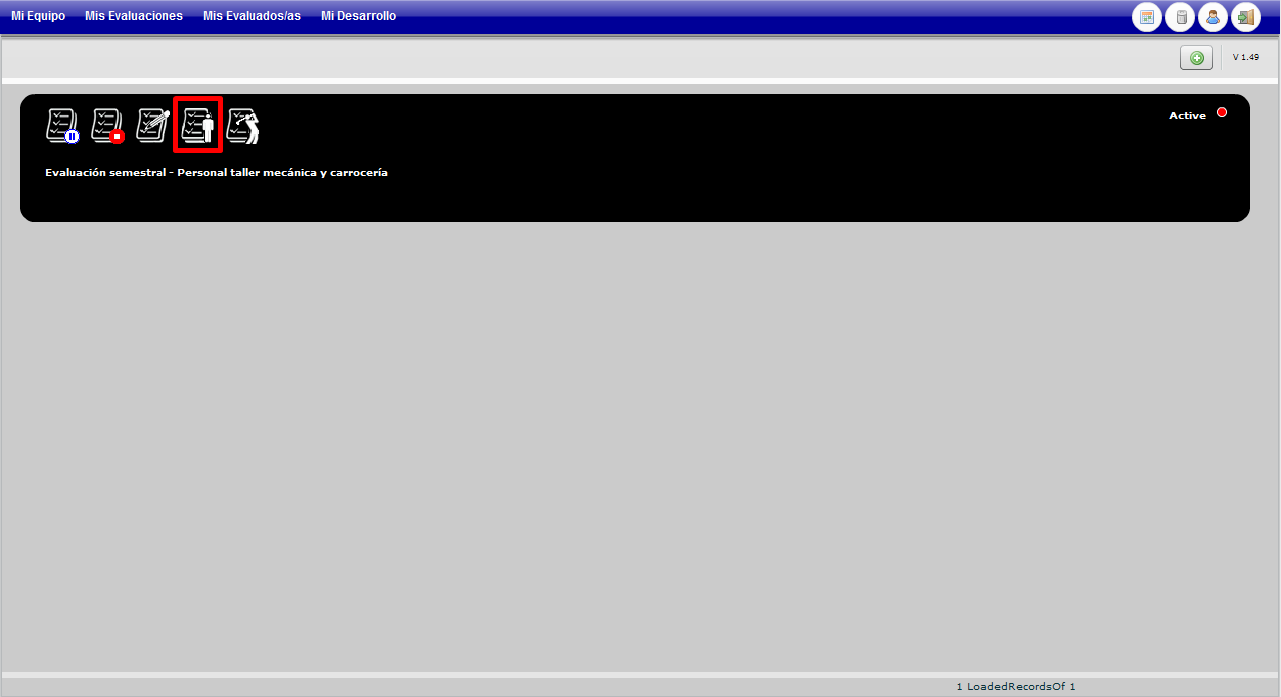 Mi Equipo Mis Evaluaciones Mis Evaluados/as Mi Desarrollo
V 1.49
Active
Evaluación semestral - Personal taller mecánica y carrocería
1 LoadedRecordsOf 1